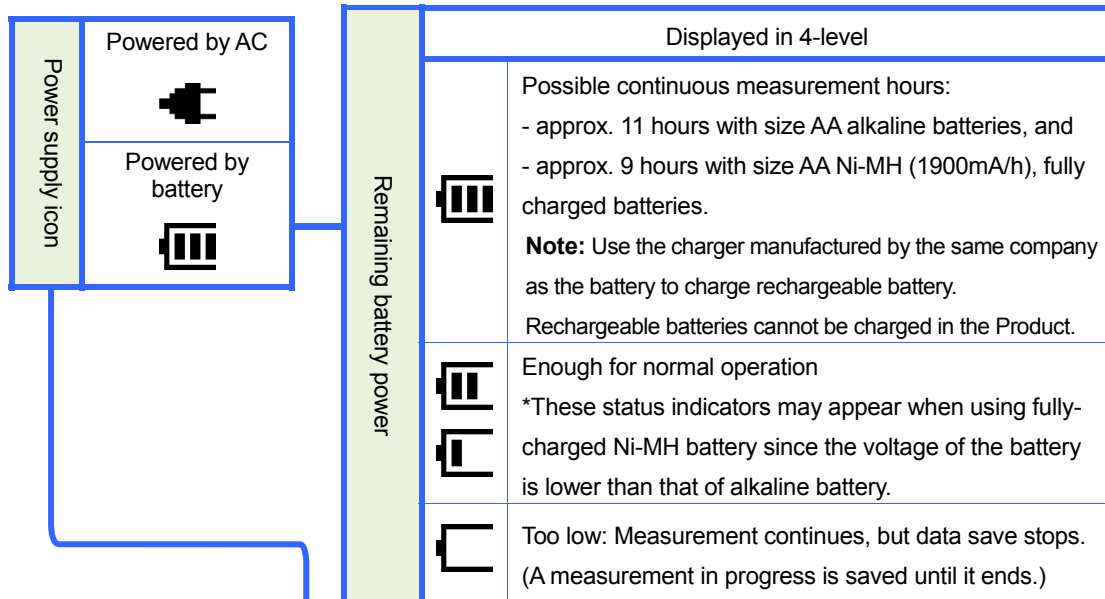 Power supply icon
Powered by AC
Powered by
battery
Remaining battery power
Displayed in 4-level
Possible continuous measurement hours:
- approx. 11 hours with size AA alkaline batteries, and
- approx. 9 hours with size AA Ni-MH (1900mA/h), fully
charged batteries.
Note: Use the charger manufactured by the same company
as the battery to charge rechargeable battery.
Rechargeable batteries cannot be charged in the Product.
Enough for normal operation
*These status indicators may appear when using fully-
charged Ni-MH battery since the voltage of the battery
is lower than that of alkaline battery.
Too low: Measurement continues, but data save stops.
(A measurement in progress is saved until it ends.)